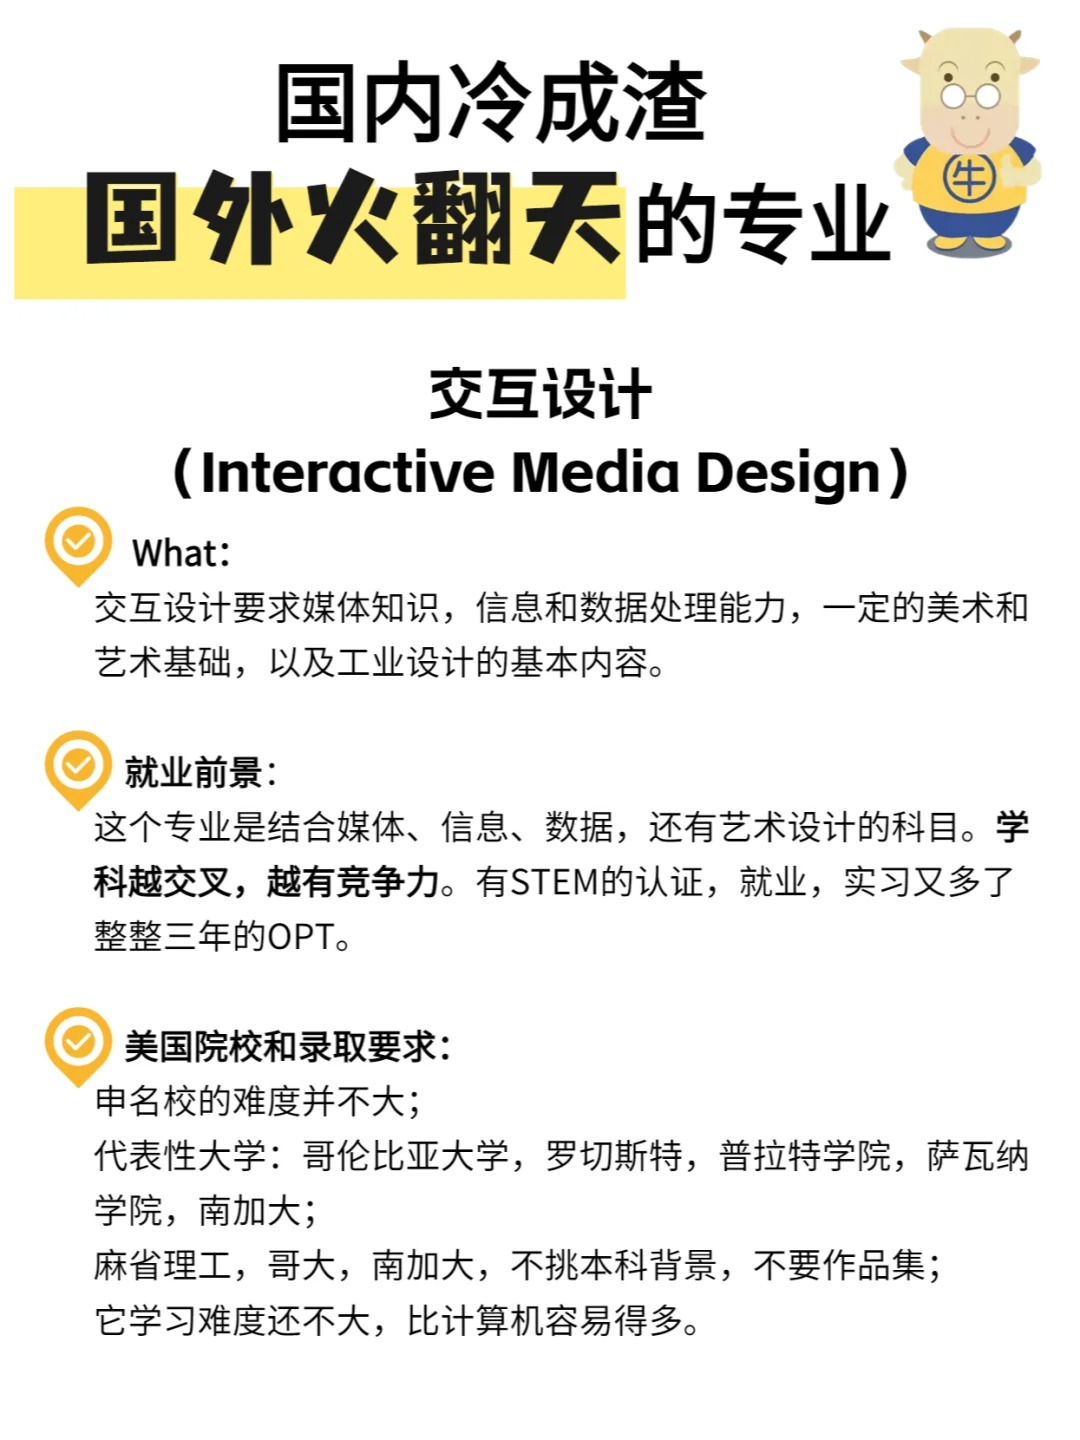 国内冷成渣
国外火翻天的专业
牛
交互设计
（Interactive Media Design）
What：
交互设计要求媒体知识，信息和数据处理能力，一定的美术和
艺术基础，以及工业设计的基本内容。
就业前景：
这个专业是结合媒体、信息、数据，还有艺术设计的科目。学
科越交叉，越有竞争力。有STEM的认证，就业，实习又多了
整整三年的OPT。
美国院校和录取要求：
申名校的难度并不大；
代表性大学：哥伦比亚大学，罗切斯特，普拉特学院，萨瓦纳
学院，南加大；
麻省理工，哥大，南加大，不挑本科背景，不要作品集；
它学习难度还不大，比计算机容易得多。